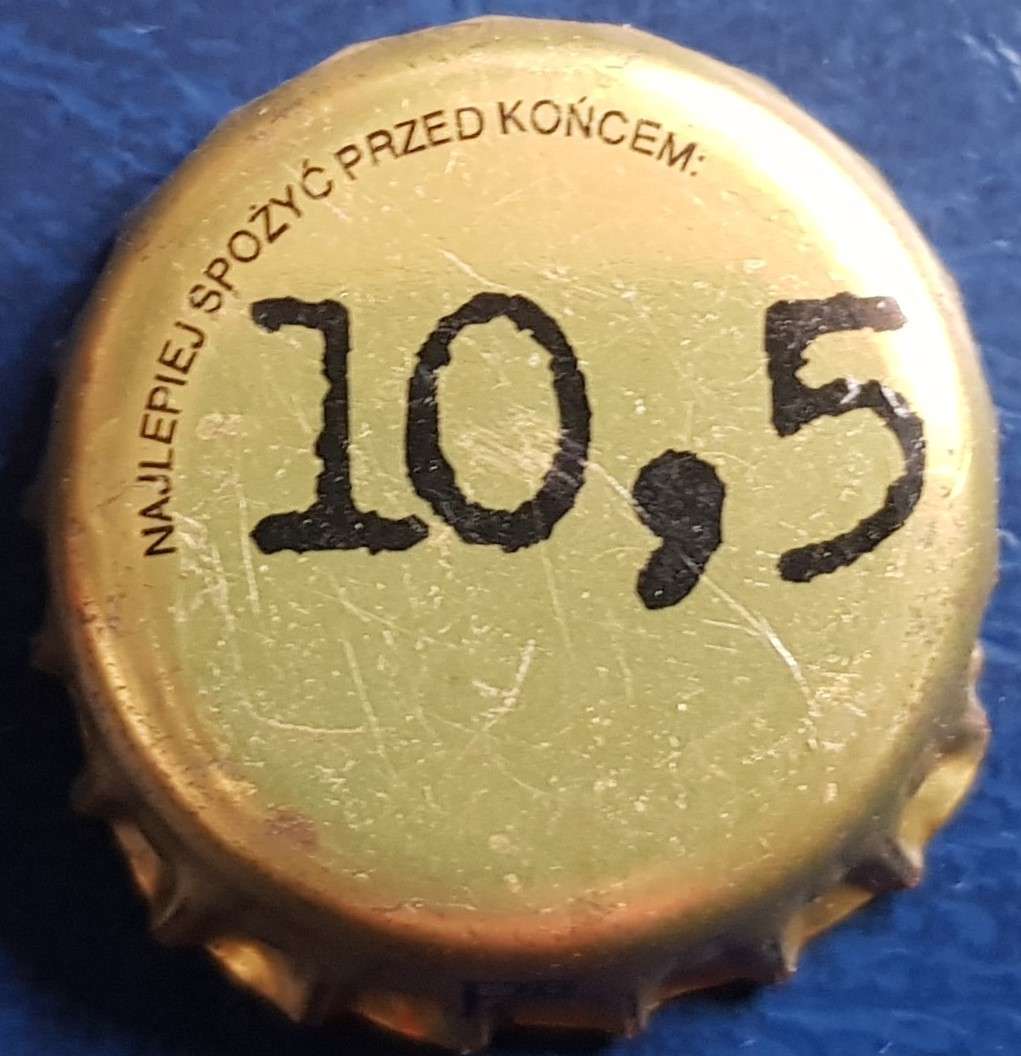 NAJLEPIEJ SPOŻYĆ PRZED KOŃCEM:
10,5